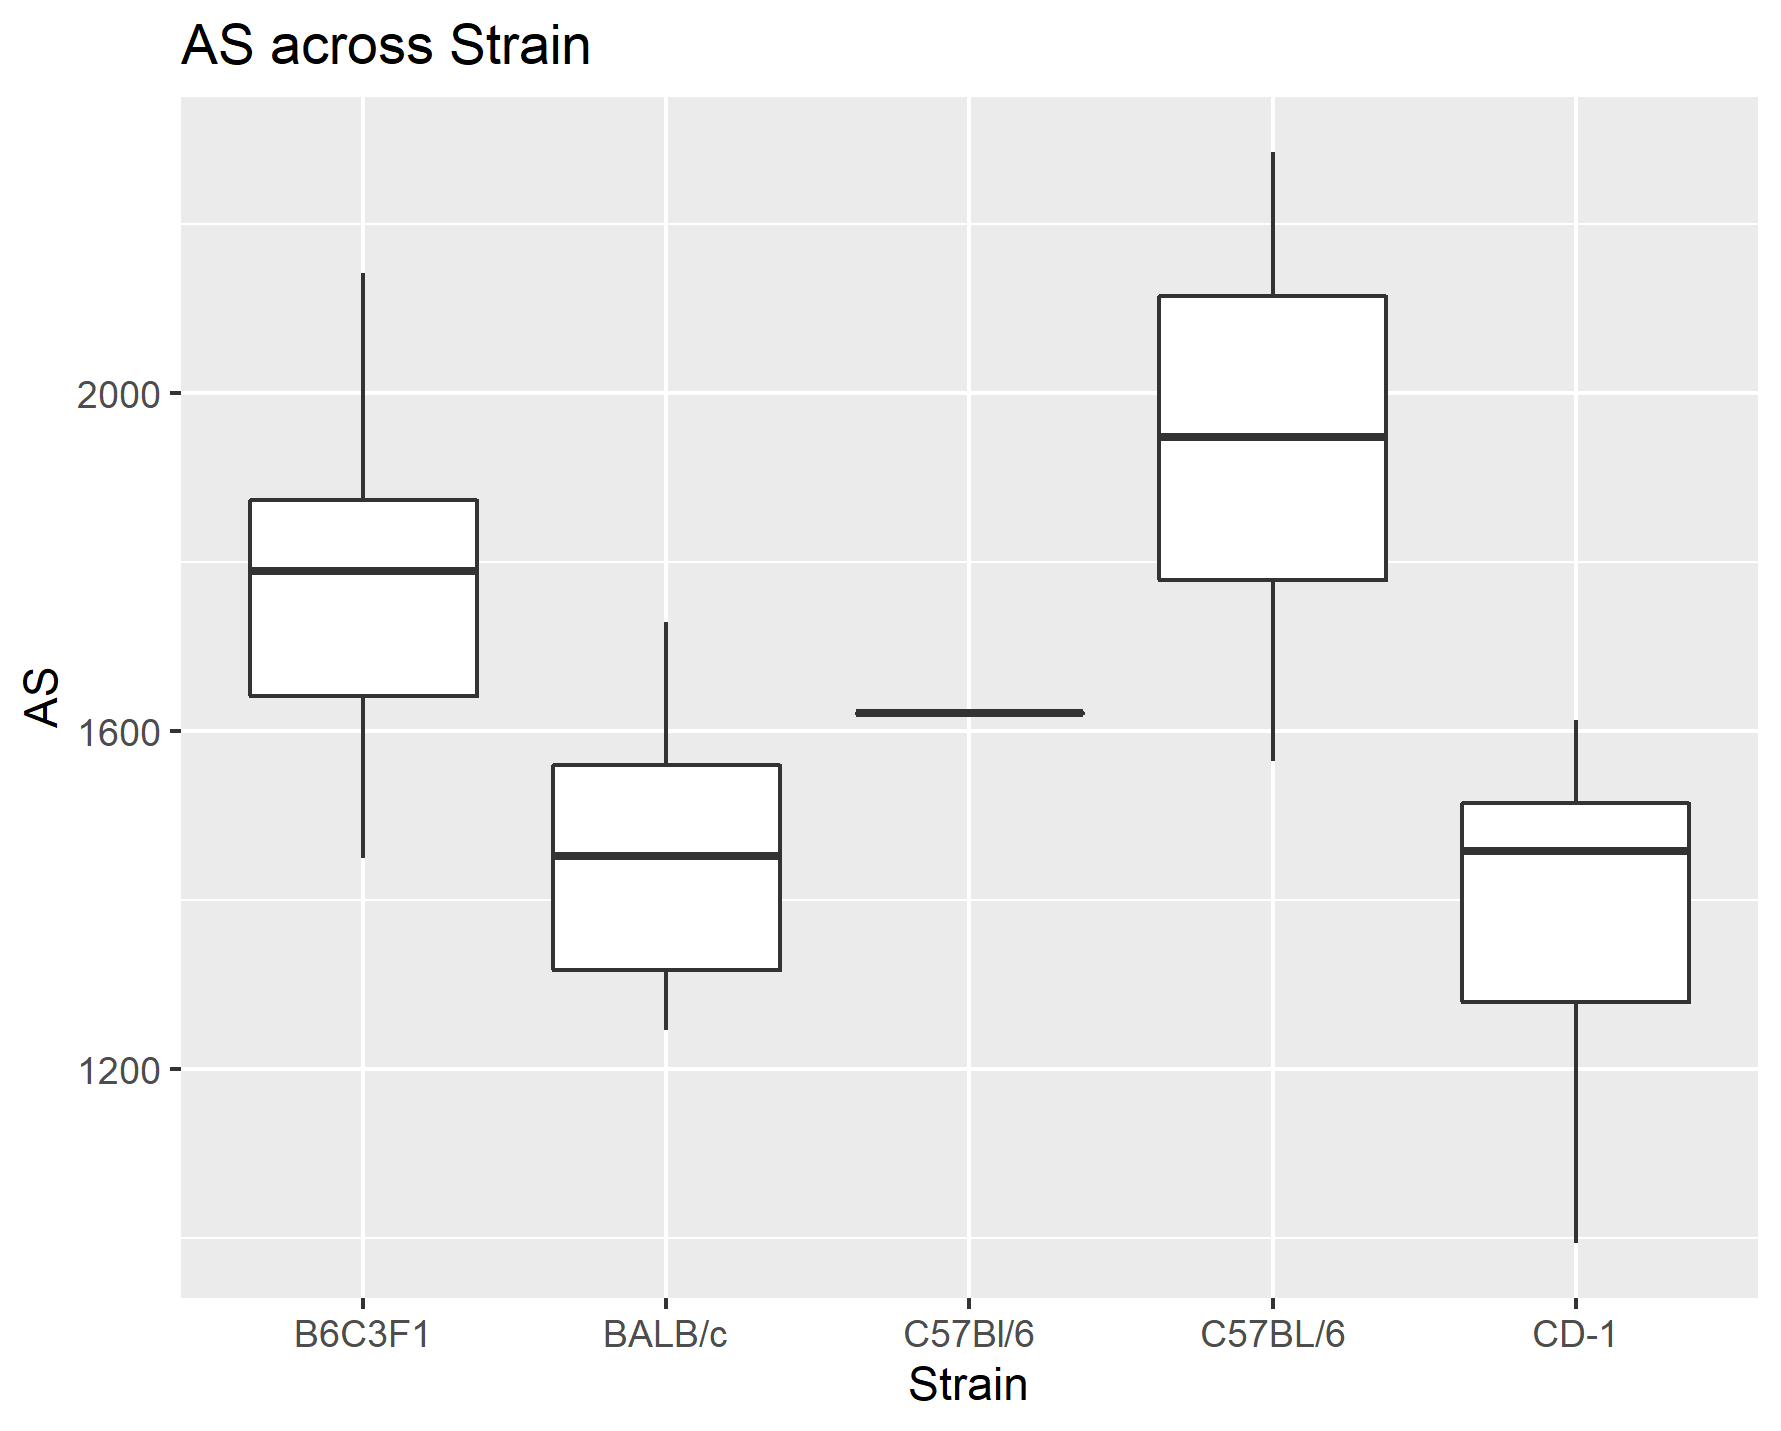 AS across Strain
AS
2000
1600
1200
B6C3F1 BALB/c C57Bl/6 C57BL/6 CD-1
Strain